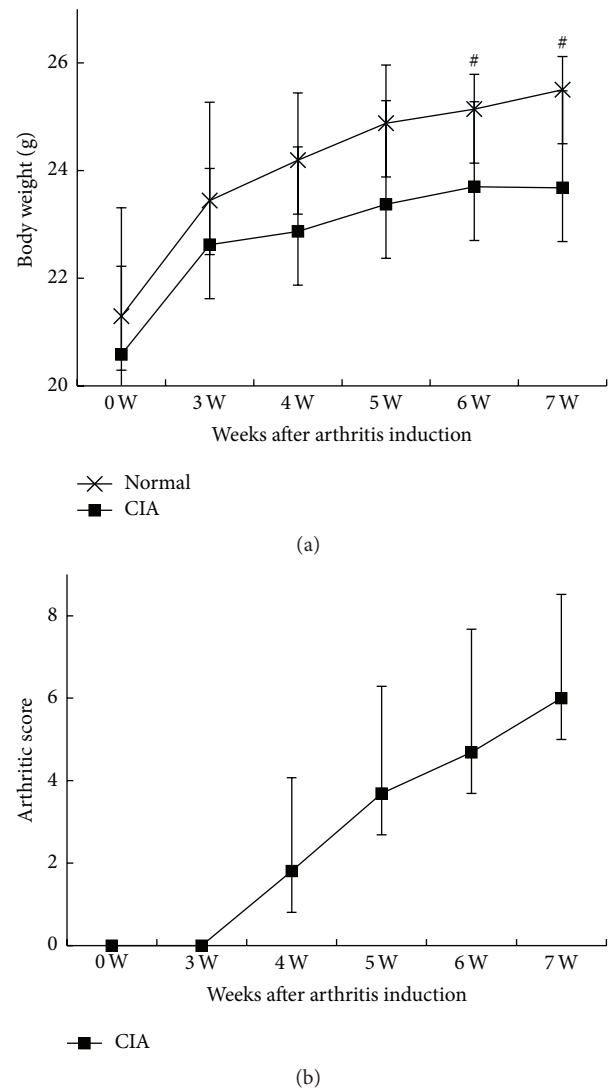 26
24
22
20
Body weight (g)
#
#
0 W
3 W
4 W
5 W
6 W
7 W
Weeks after arthritis induction
Normal
CIA
(a)
8
6
4
2
0
Arthritic score
0 W
3 W
4 W
5 W
6 W
7 W
Weeks after arthritis induction
CIA
(b)